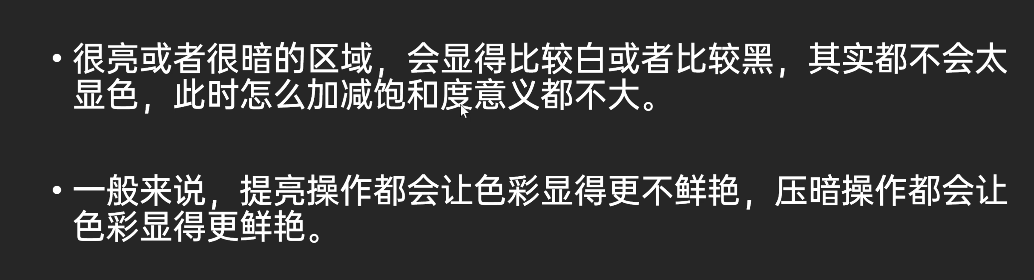 • 很亮或者很暗的区域，会显得比较白或者比较黑，其实都不会太
显色，此时怎么加减饱和度意义都不大。
• 一般来说，提亮操作都会让色彩显得更不鲜艳，压暗操作都会让
色彩显得更鲜艳。